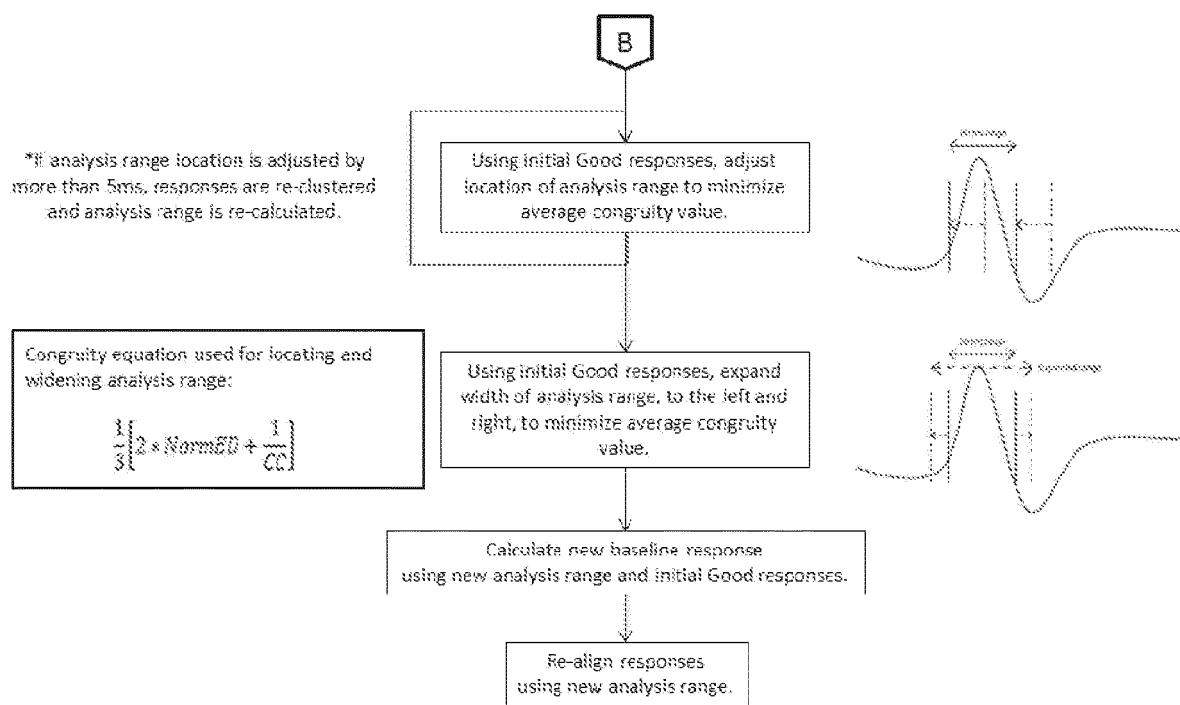 B
*If analysis range location is adjusted by
more than 5ms, responses are re-clustered
and analysis range is re-calculated.
Using initial Good responses, adjust
location of analysis range to minimize
average congruity value.
Congruity equation used for locating and
widening analysis range:
1/3[2 * NormED + 1/CC]
Using initial Good responses, expand
width of analysis range, to the left and
right, to minimize average congruity
value.
Calculate new baseline response
using new analysis range and initial Good responses.
Re-align responses
using new analysis range.